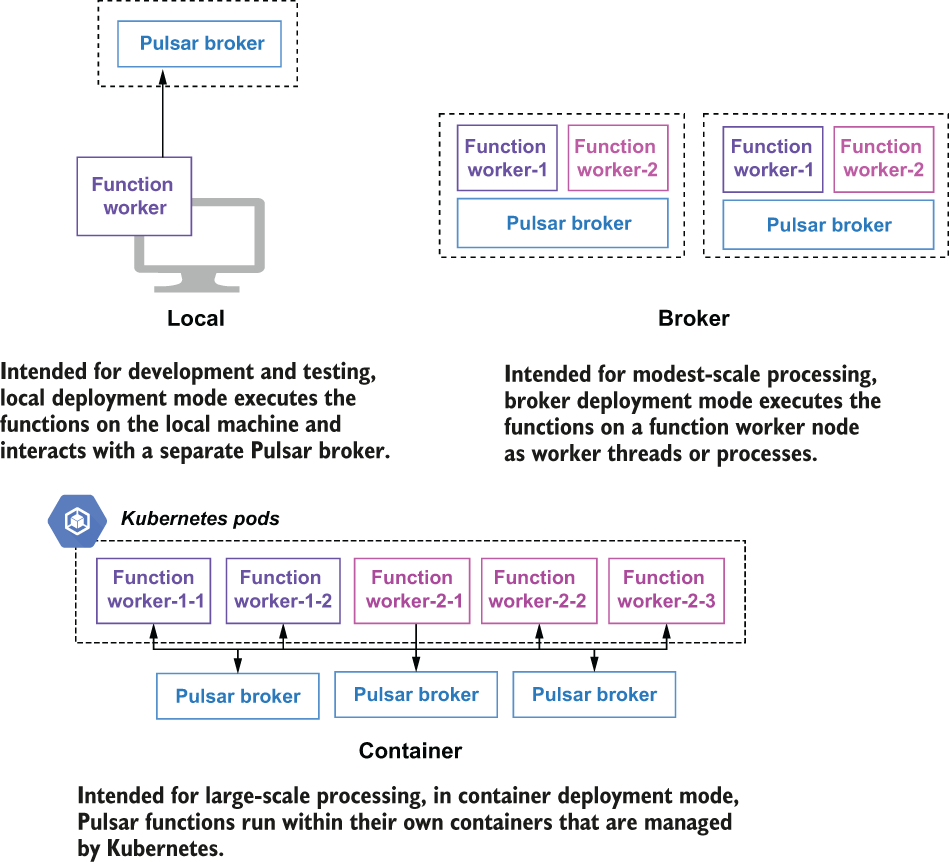 Pulsar broker
Function
worker
Local
Intended for development and testing,
local deployment mode executes the
functions on the local machine and
interacts with a separate Pulsar broker.
Function
worker-1
Function
worker-2
Pulsar broker
Function
worker-1
Function
worker-2
Pulsar broker
Broker
Intended for modest-scale processing,
broker deployment mode executes the
functions on a function worker node
as worker threads or processes.
Kubernetes pods
Function
worker-1-1
Function
worker-1-2
Function
worker-2-1
Function
worker-2-2
Function
worker-2-3
Pulsar broker
Pulsar broker
Pulsar broker
Container
Intended for large-scale processing, in container deployment mode,
Pulsar functions run within their own containers that are managed
by Kubernetes.